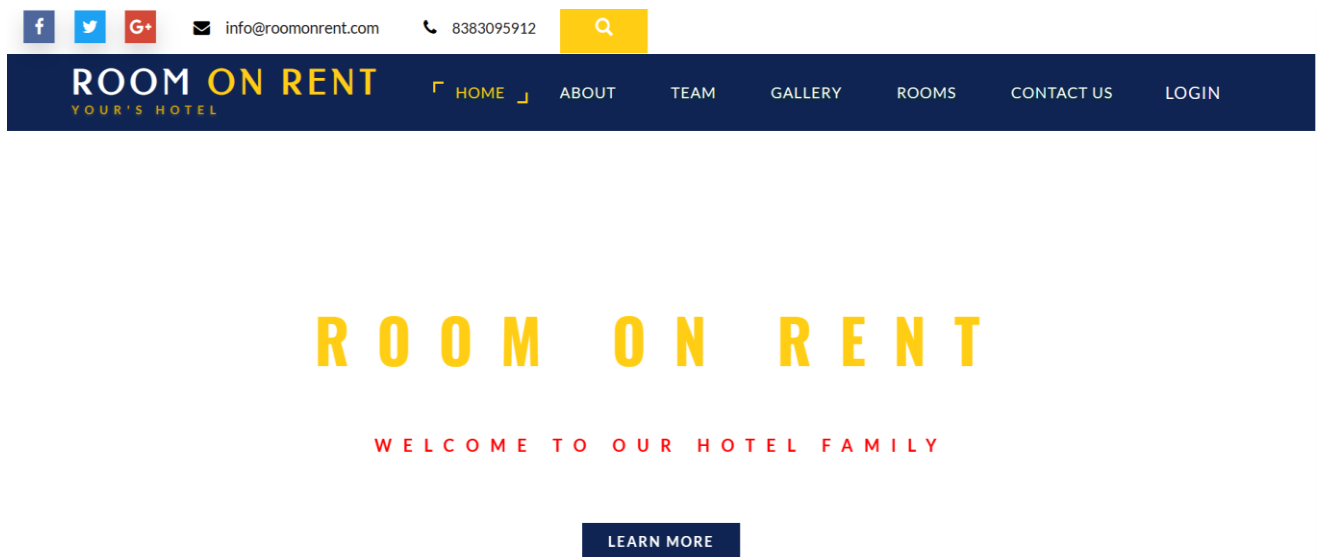 f G+ info@roomonrent.com 8383095912
ROOM ON RENT
YOUR'S HOTEL
HOME ABOUT TEAM GALLERY ROOMS CONTACT US LOGIN
ROOM ON RENT
WELCOME TO OUR HOTEL FAMILY
LEARN MORE